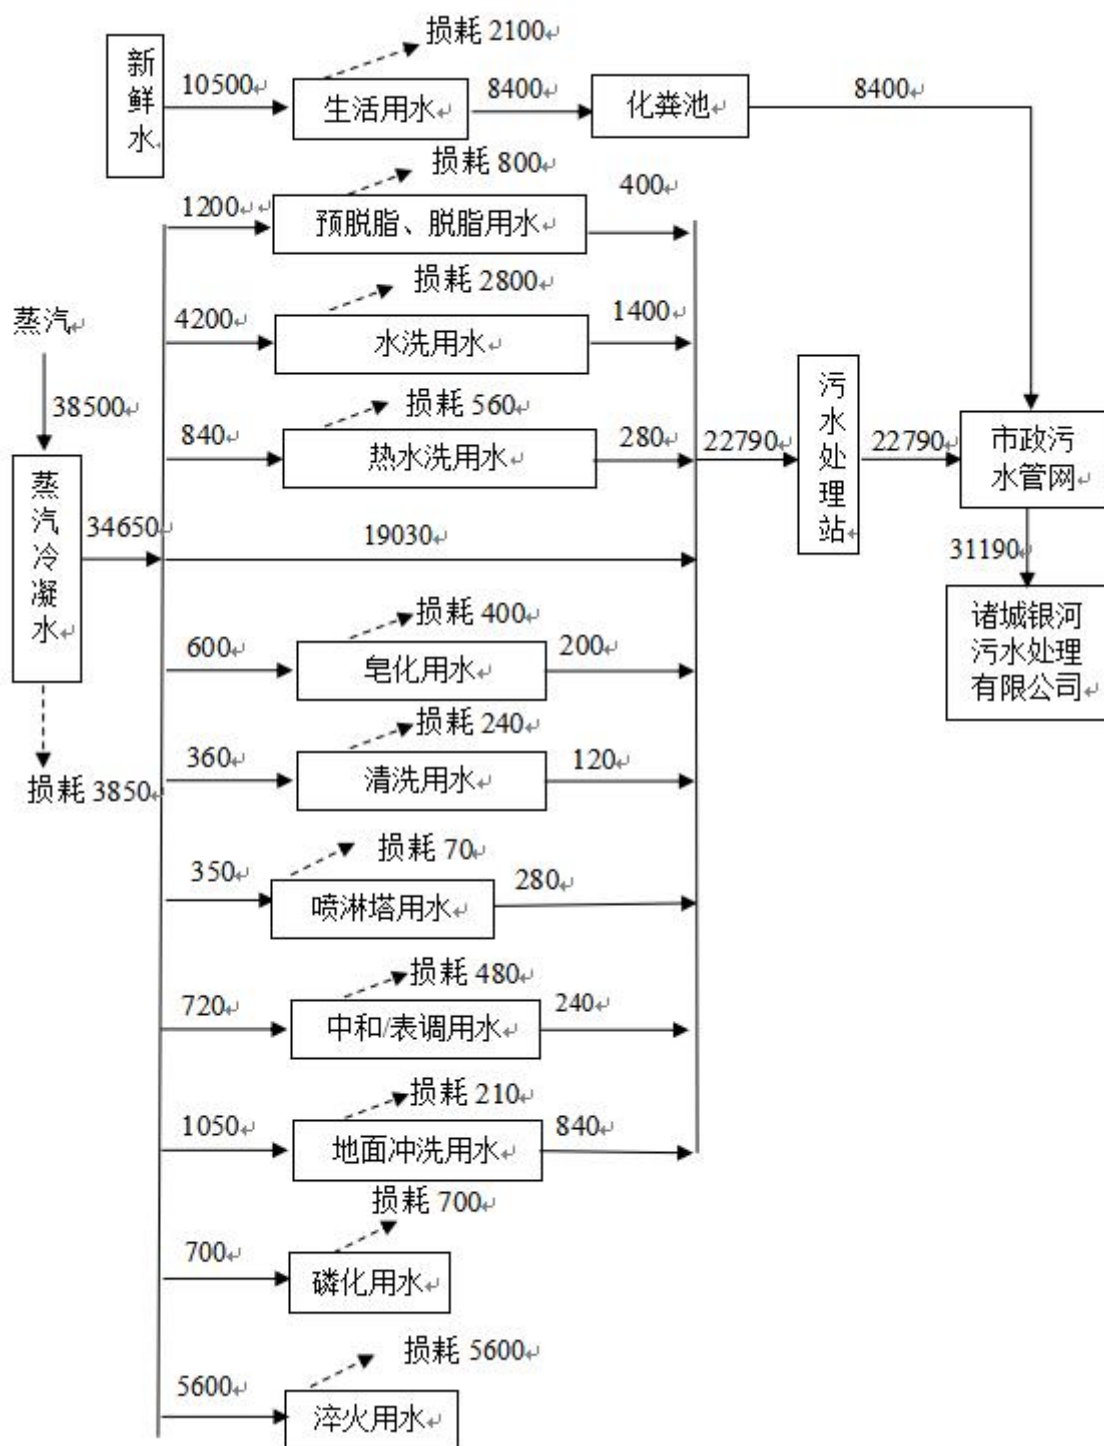 损耗 2100↵
新鲜水
10500↵
生活用水↵
8400↵
化粪池↵
8400↵
损耗 800↵
1200↵↵
预脱脂、脱脂用水↵
400↵
损耗 2800↵
4200↵
水洗用水↵
1400↵
蒸汽↵
38500↵
损耗 560↵
840↵
热水洗用水↵
280↵
22790↵
污水处理站↵
22790↵
市政污
水管网↵
蒸汽冷凝水↵
34650↵
19030↵
31190↵
诸城银河
污水处理
有限公司↵
损耗 400↵
600↵
皂化用水↵
200↵
损耗 240↵
360↵
清洗用水↵
120↵
损耗 3850↵
损耗 70↵
350↵
喷淋塔用水↵
280↵
损耗 480↵
720↵
中和/表调用水↵
240↵
损耗 210↵
1050↵
地面冲洗用水↵
840↵
损耗 700↵
700↵
磷化用水↵
损耗 5600↵
5600↵
淬火用水↵